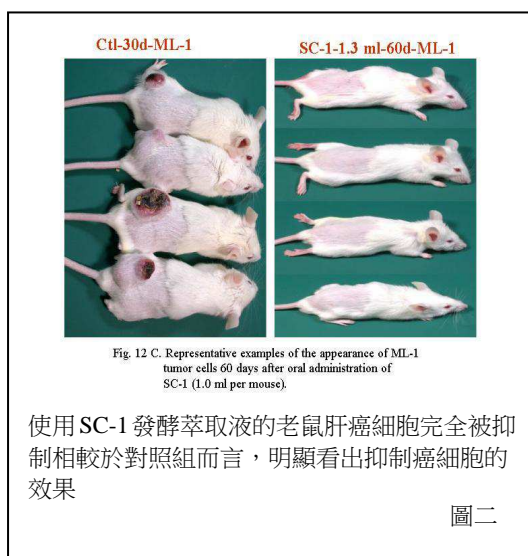 Ctl-30d-ML-1
SC-1-1.3 ml-60d-ML-1
Fig. 12 C. Representative examples of the appearance of ML-1
tumor cells 60 days after oral administration of
SC-1 (1.0 ml per mouse).
使用SC-1發酵萃取液的老鼠肝癌細胞完全被抑
制相較於對照組而言，明顯看出抑制癌細胞的
效果
圖二